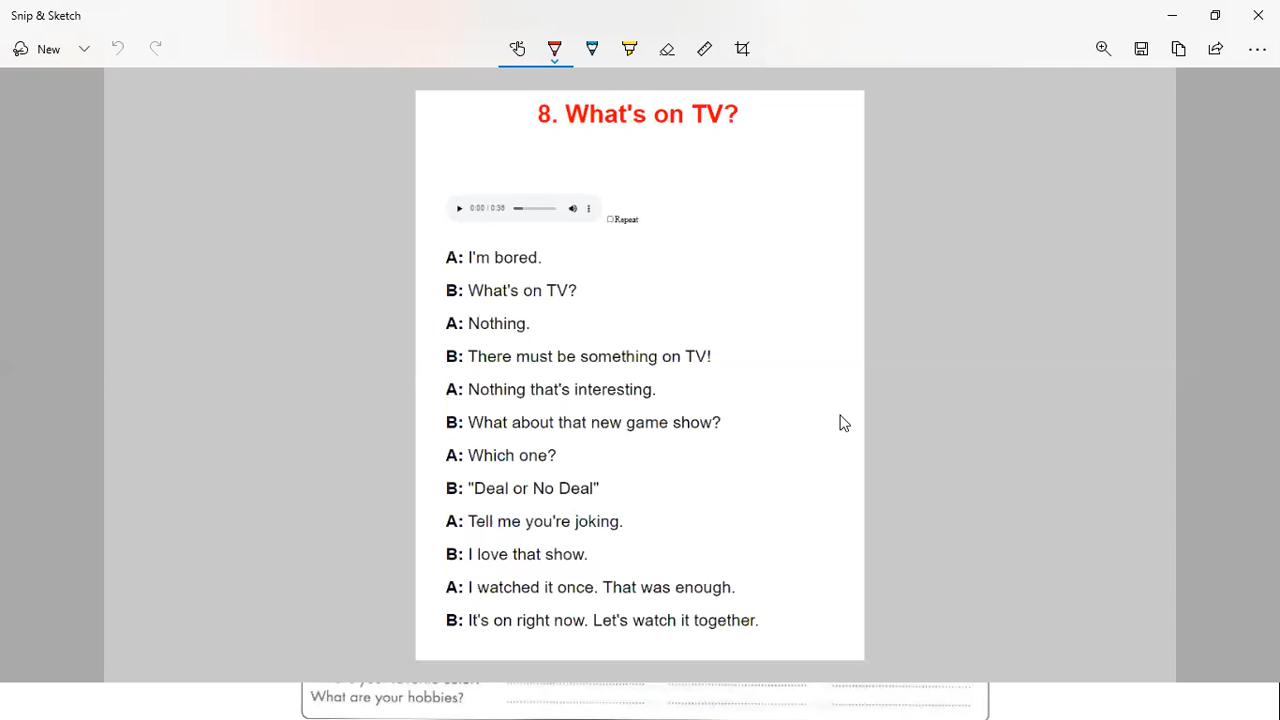 Snip & Sketch
New
8. What's on TV?
0:00 / 0:38
Repeat
A: I'm bored.
B: What's on TV?
A: Nothing.
B: There must be something on TV!
A: Nothing that's interesting.
B: What about that new game show?
A: Which one?
B: "Deal or No Deal"
A: Tell me you're joking.
B: I love that show.
A: I watched it once. That was enough.
B: It's on right now. Let's watch it together.
What are your hobbies?